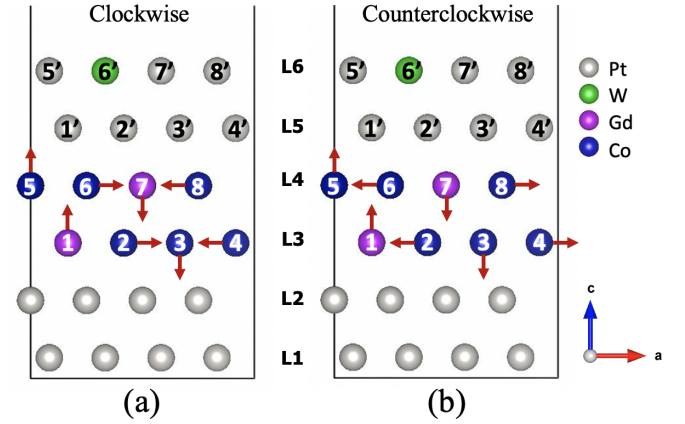 Clockwise
Counterclockwise
5′ 6′ 7′ 8′ L6 5′ 6′ 7′ 8′
1′ 2′ 3′ 4′ L5 1′ 2′ 3′ 4′
5 6 7 8 L4 5 6 7 8
1 2 3 4 L3 1 2 3 4
L2
L1
(a)
(b)
Pt
W
Gd
Co
c
a